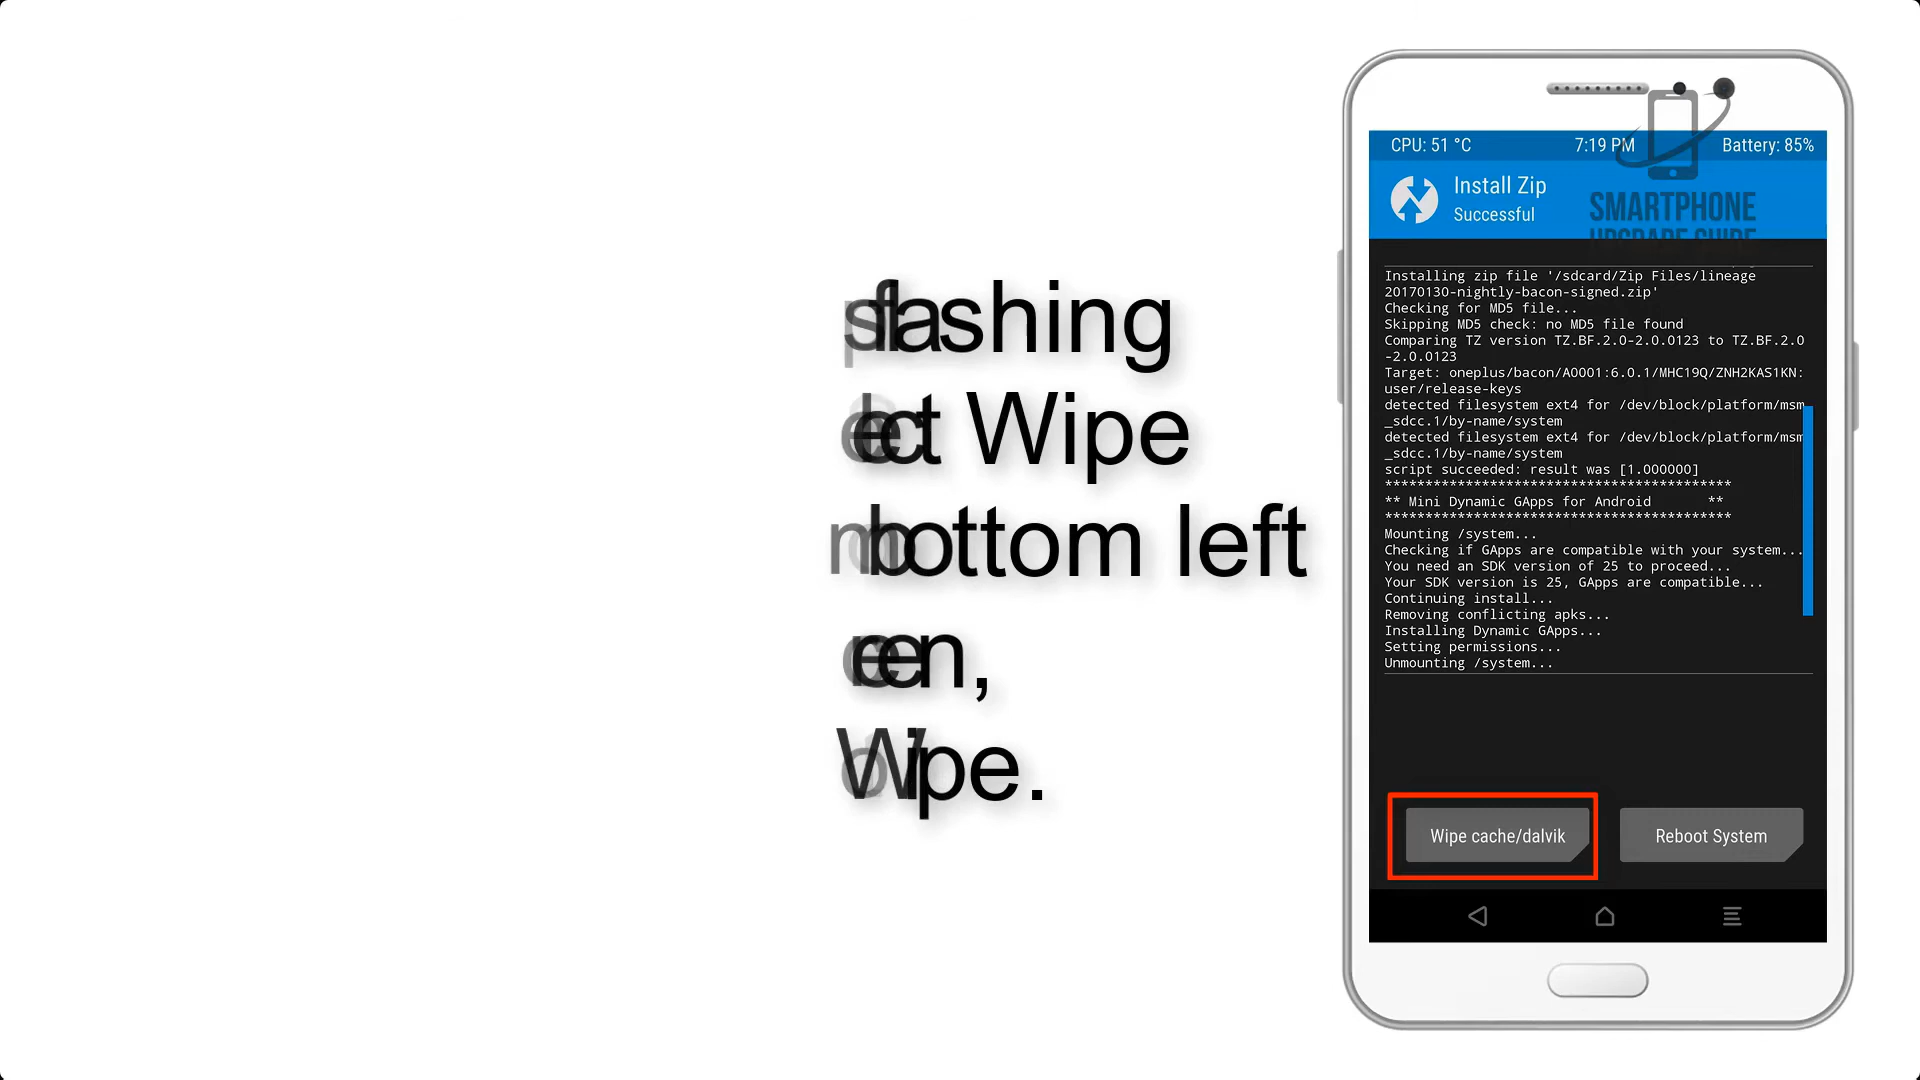 flashing
Wipe
bottom left
Wipe.
CPU: 51 °C 7:19 PM Battery: 85%
Install Zip
Successful
SMARTPHONE
UPGRADE GUIDE
Installing zip file '/sdcard/Zip Files/lineage
20170130-nightly-bacon-signed.zip'
Checking for MD5 file...
Skipping MD5 check: no MD5 file found
Comparing TZ version TZ.BF.2.0-2.0.0123 to TZ.BF.2.0
-2.0.0123
Target: oneplus/bacon/A0001:6.0.1/MHC19Q/ZNH2KAS1KN:
user/release-keys
detected filesystem ext4 for /dev/block/platform/msm
_sdcc.1/by-name/system
detected filesystem ext4 for /dev/block/platform/msm
_sdcc.1/by-name/system
script succeeded: result was [1.000000]
*******************************************
** Mini Dynamic GApps for Android **
*******************************************
Mounting /system...
Checking if GApps are compatible with your system...
You need an SDK version of 25 to proceed...
Your SDK version is 25, GApps are compatible...
Continuing install...
Removing conflicting apks...
Installing Dynamic GApps...
Setting permissions...
Unmounting /system...
Wipe cache/dalvik
Reboot System